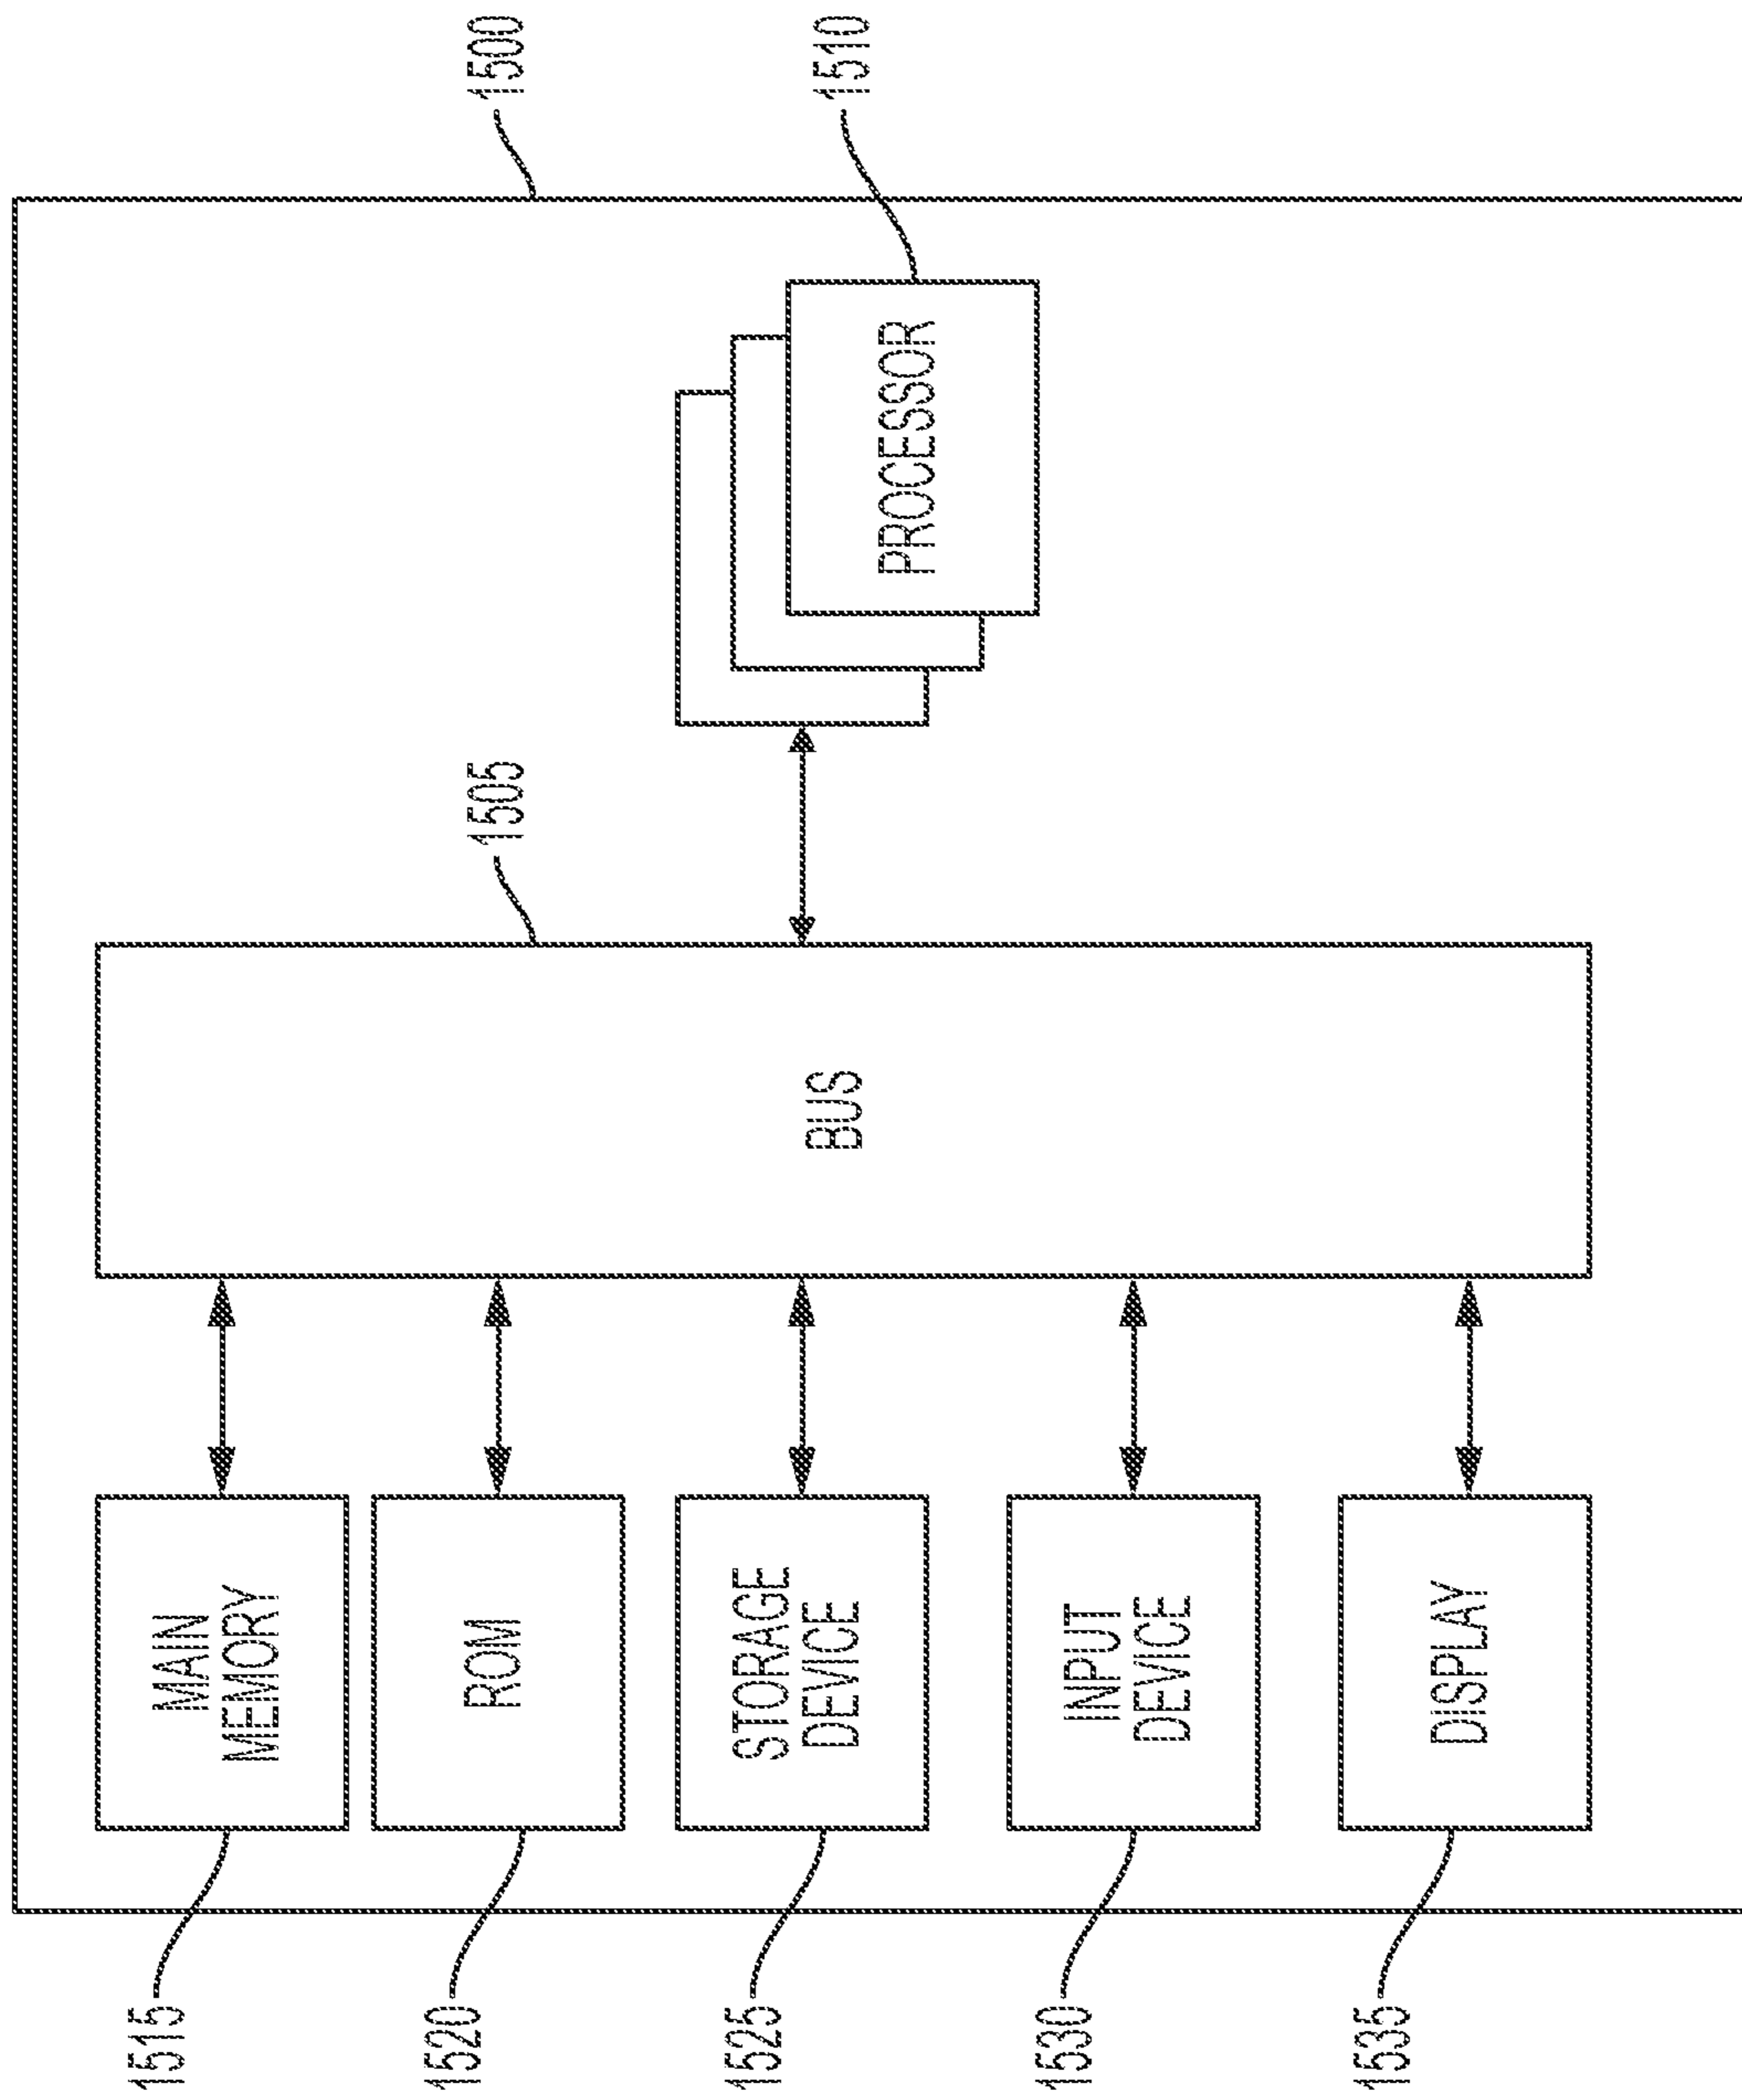 1500
1510
PROCESSOR
1505
BUS
MAIN
MEMORY
ROM
STORAGE
DEVICE
INPUT
DEVICE
DISPLAY
1515
1520
1525
1530
1535